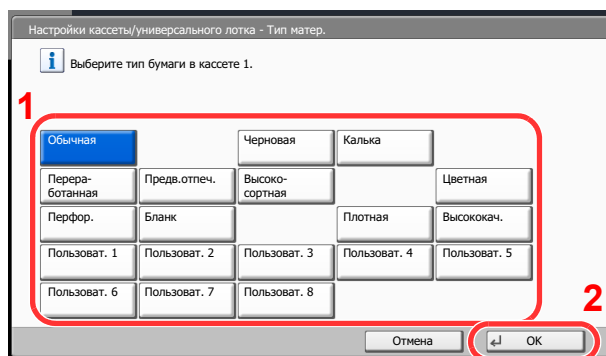 Настройки кассеты/универсального лотка - Тип матер.
i Выберите тип бумаги в кассете 1.
1
Обычная Черновая Калька
Перера-
ботанная Предв.отпеч. Высоко-
сортная Цветная
Перфор. Бланк Плотная Высококач.
Пользоват. 1 Пользоват. 2 Пользоват. 3 Пользоват. 4 Пользоват. 5
Пользоват. 6 Пользоват. 7 Пользоват. 8
2
Отмена OK